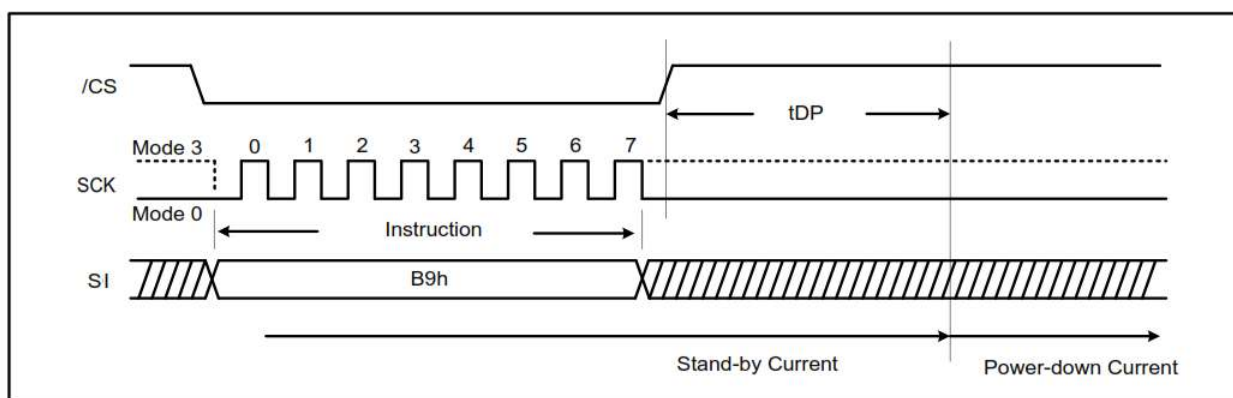 /CS
tDP
Mode 3
0 1 2 3 4 5 6 7
SCK
Mode 0
Instruction
SI
B9h
Stand-by Current
Power-down Current